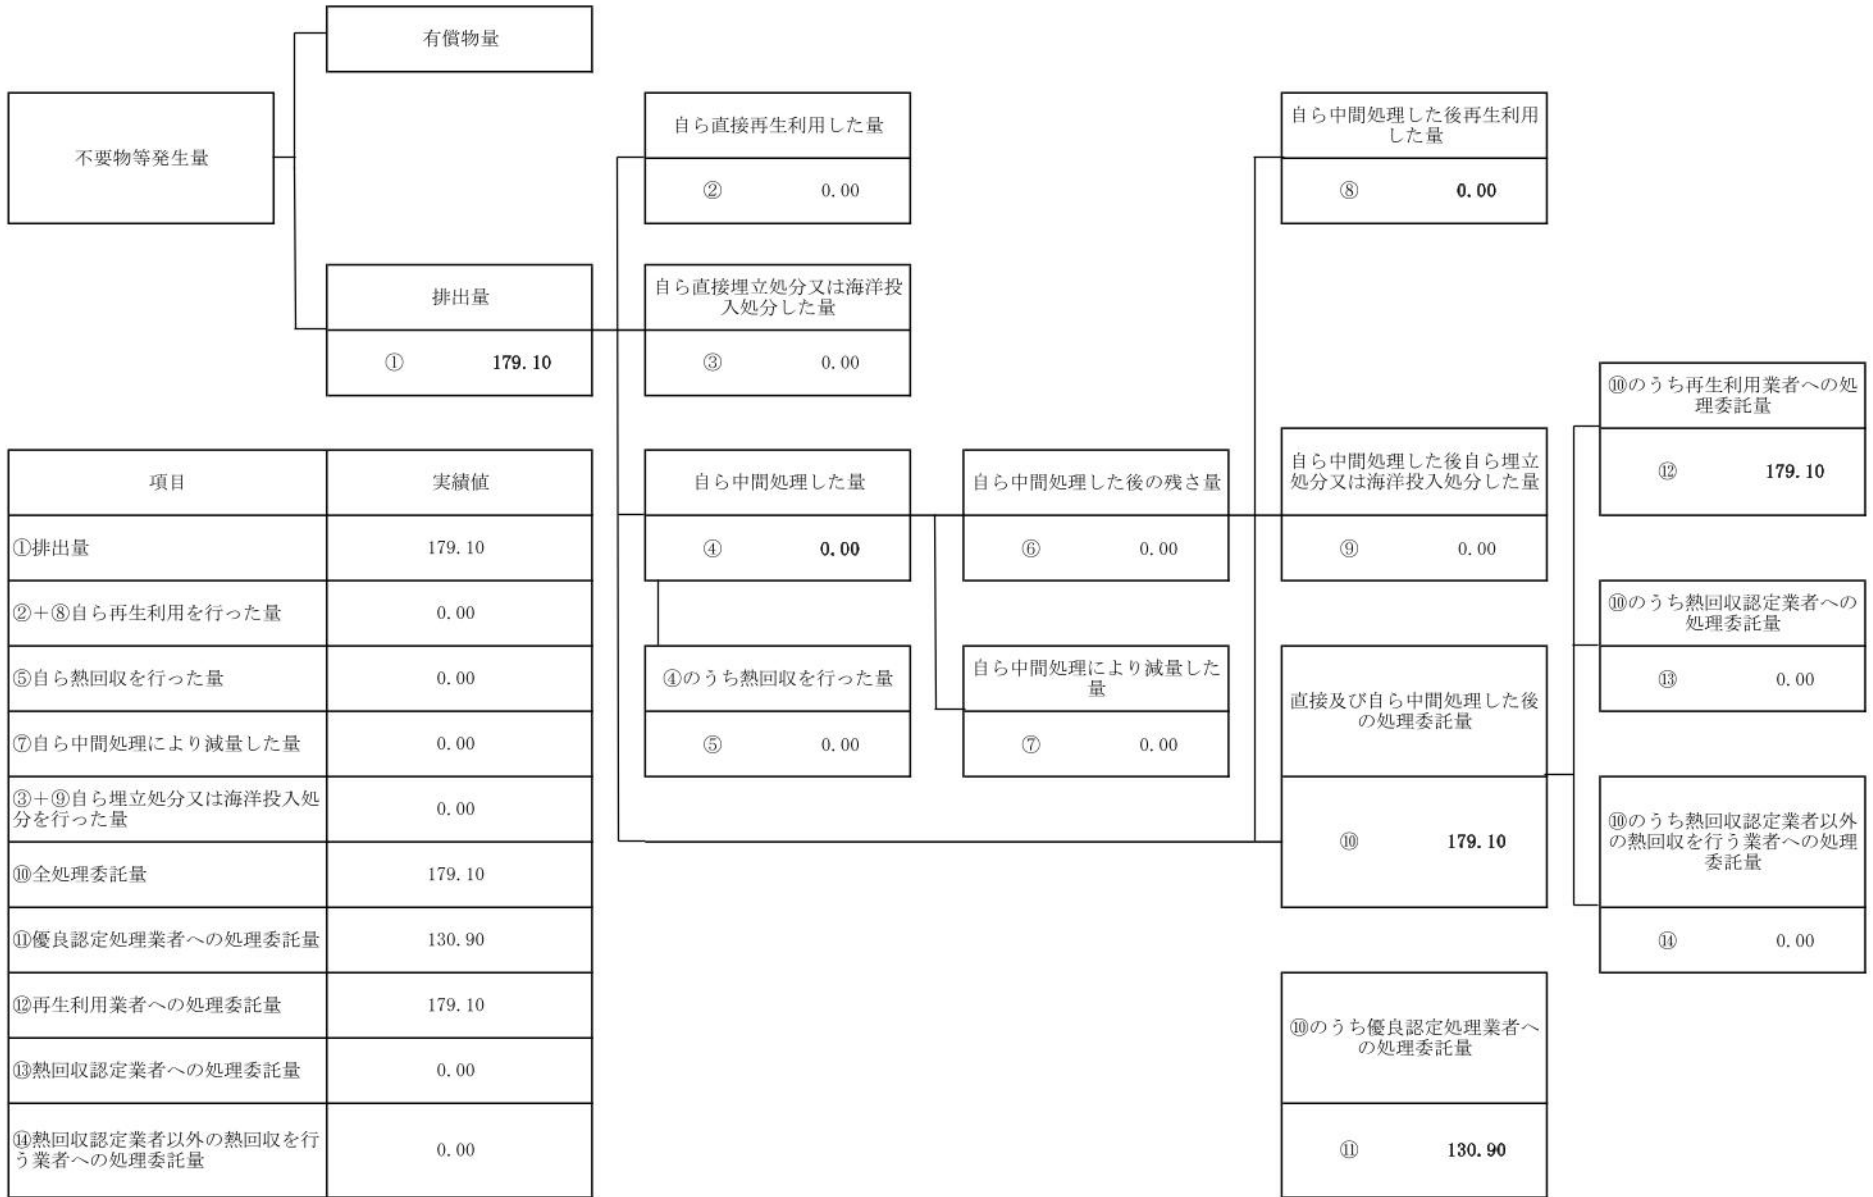 有償物量
不要物等発生量
自ら直接再生利用した量
② 0.00
自ら中間処理した後再生利用
した量
⑧ 0.00
排出量
① 179.10
自ら直接埋立処分又は海洋投
入処分した量
③ 0.00
項目 実績値
①排出量 179.10
②+⑧自ら再生利用を行った量 0.00
⑤自ら熱回収を行った量 0.00
⑦自ら中間処理により減量した量 0.00
③+⑨自ら埋立処分又は海洋投入処
分を行った量 0.00
⑩全処理委託量 179.10
⑪優良認定処理業者への処理委託量 130.90
⑫再生利用業者への処理委託量 179.10
⑬熱回収認定業者への処理委託量 0.00
⑭熱回収認定業者以外の熱回収を行
う業者への処理委託量 0.00
自ら中間処理した量
④ 0.00
④のうち熱回収を行った量
⑤ 0.00
自ら中間処理した後の残さ量
⑥ 0.00
自ら中間処理により減量した
量
⑦ 0.00
自ら中間処理した後自ら埋立
処分又は海洋投入処分した量
⑨ 0.00
直接及び自ら中間処理した後
の処理委託量
⑩ 179.10
⑩のうち優良認定処理業者へ
の処理委託量
⑪ 130.90
⑩のうち再生利用業者への処
理委託量
⑫ 179.10
⑩のうち熱回収認定業者への
処理委託量
⑬ 0.00
⑩のうち熱回収認定業者以外
の熱回収を行う業者への処理
委託量
⑭ 0.00